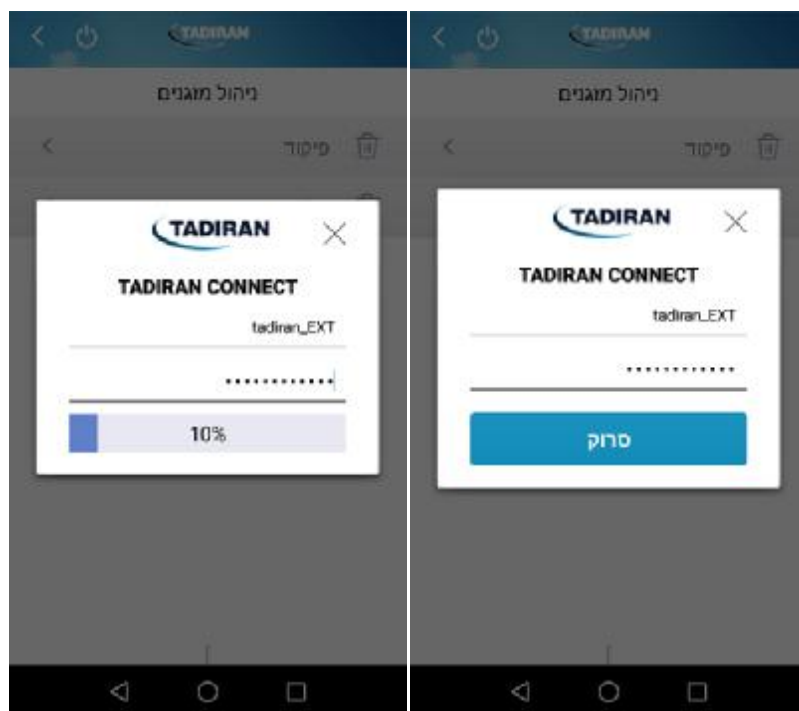 TADIRAN
ניהול מזגנים
פיקוד
TADIRAN
TADIRAN CONNECT
tadiran_EXT
••••••••••••
10%
TADIRAN
ניהול מזגנים
פיקוד
TADIRAN
TADIRAN CONNECT
tadiran_EXT
••••••••••••
סרוק